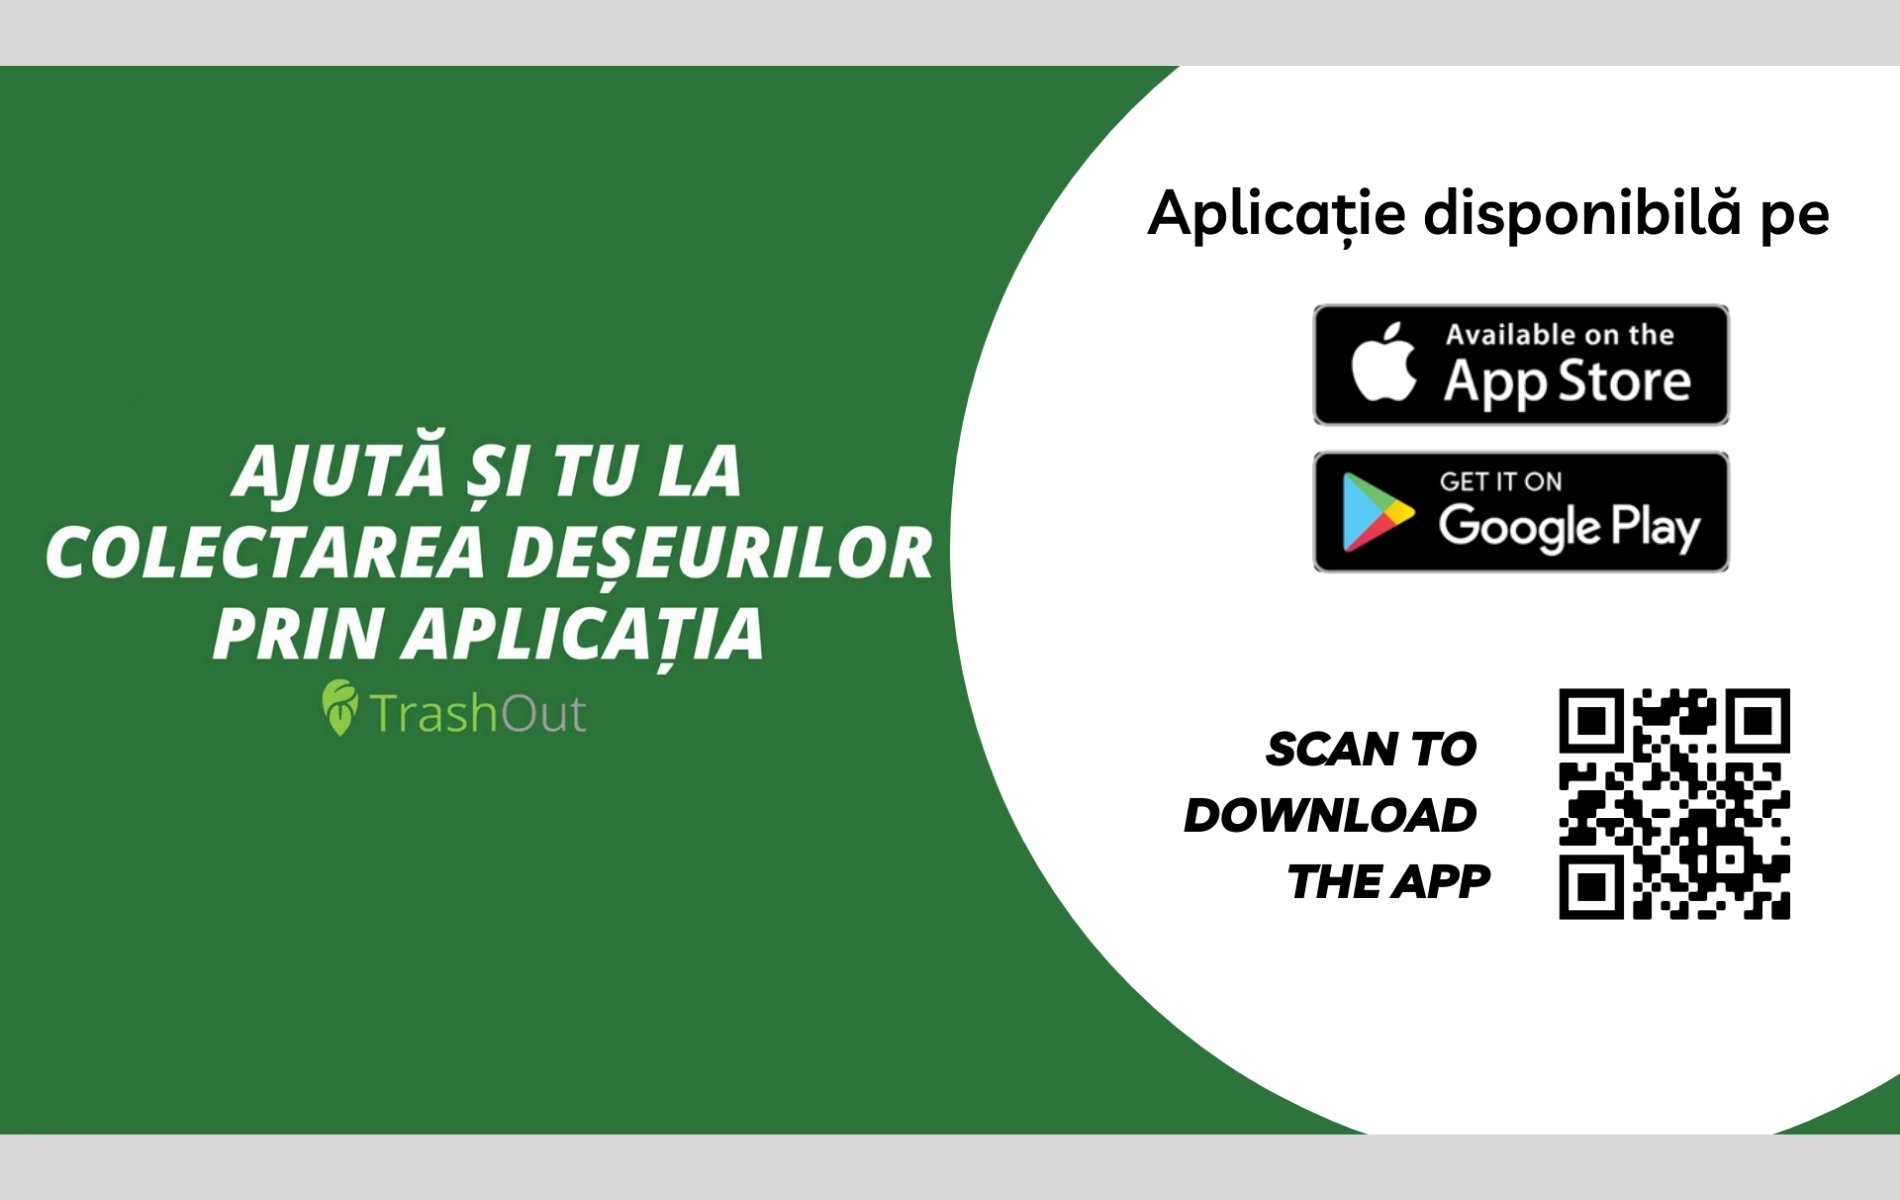 AJUTĂ ȘI TU LA
COLECTAREA DEȘEURILOR
PRIN APLICAȚIA
TrashOut
Aplicație disponibilă pe
Available on the
App Store
GET IT ON
Google Play
SCAN TO
DOWNLOAD
THE APP